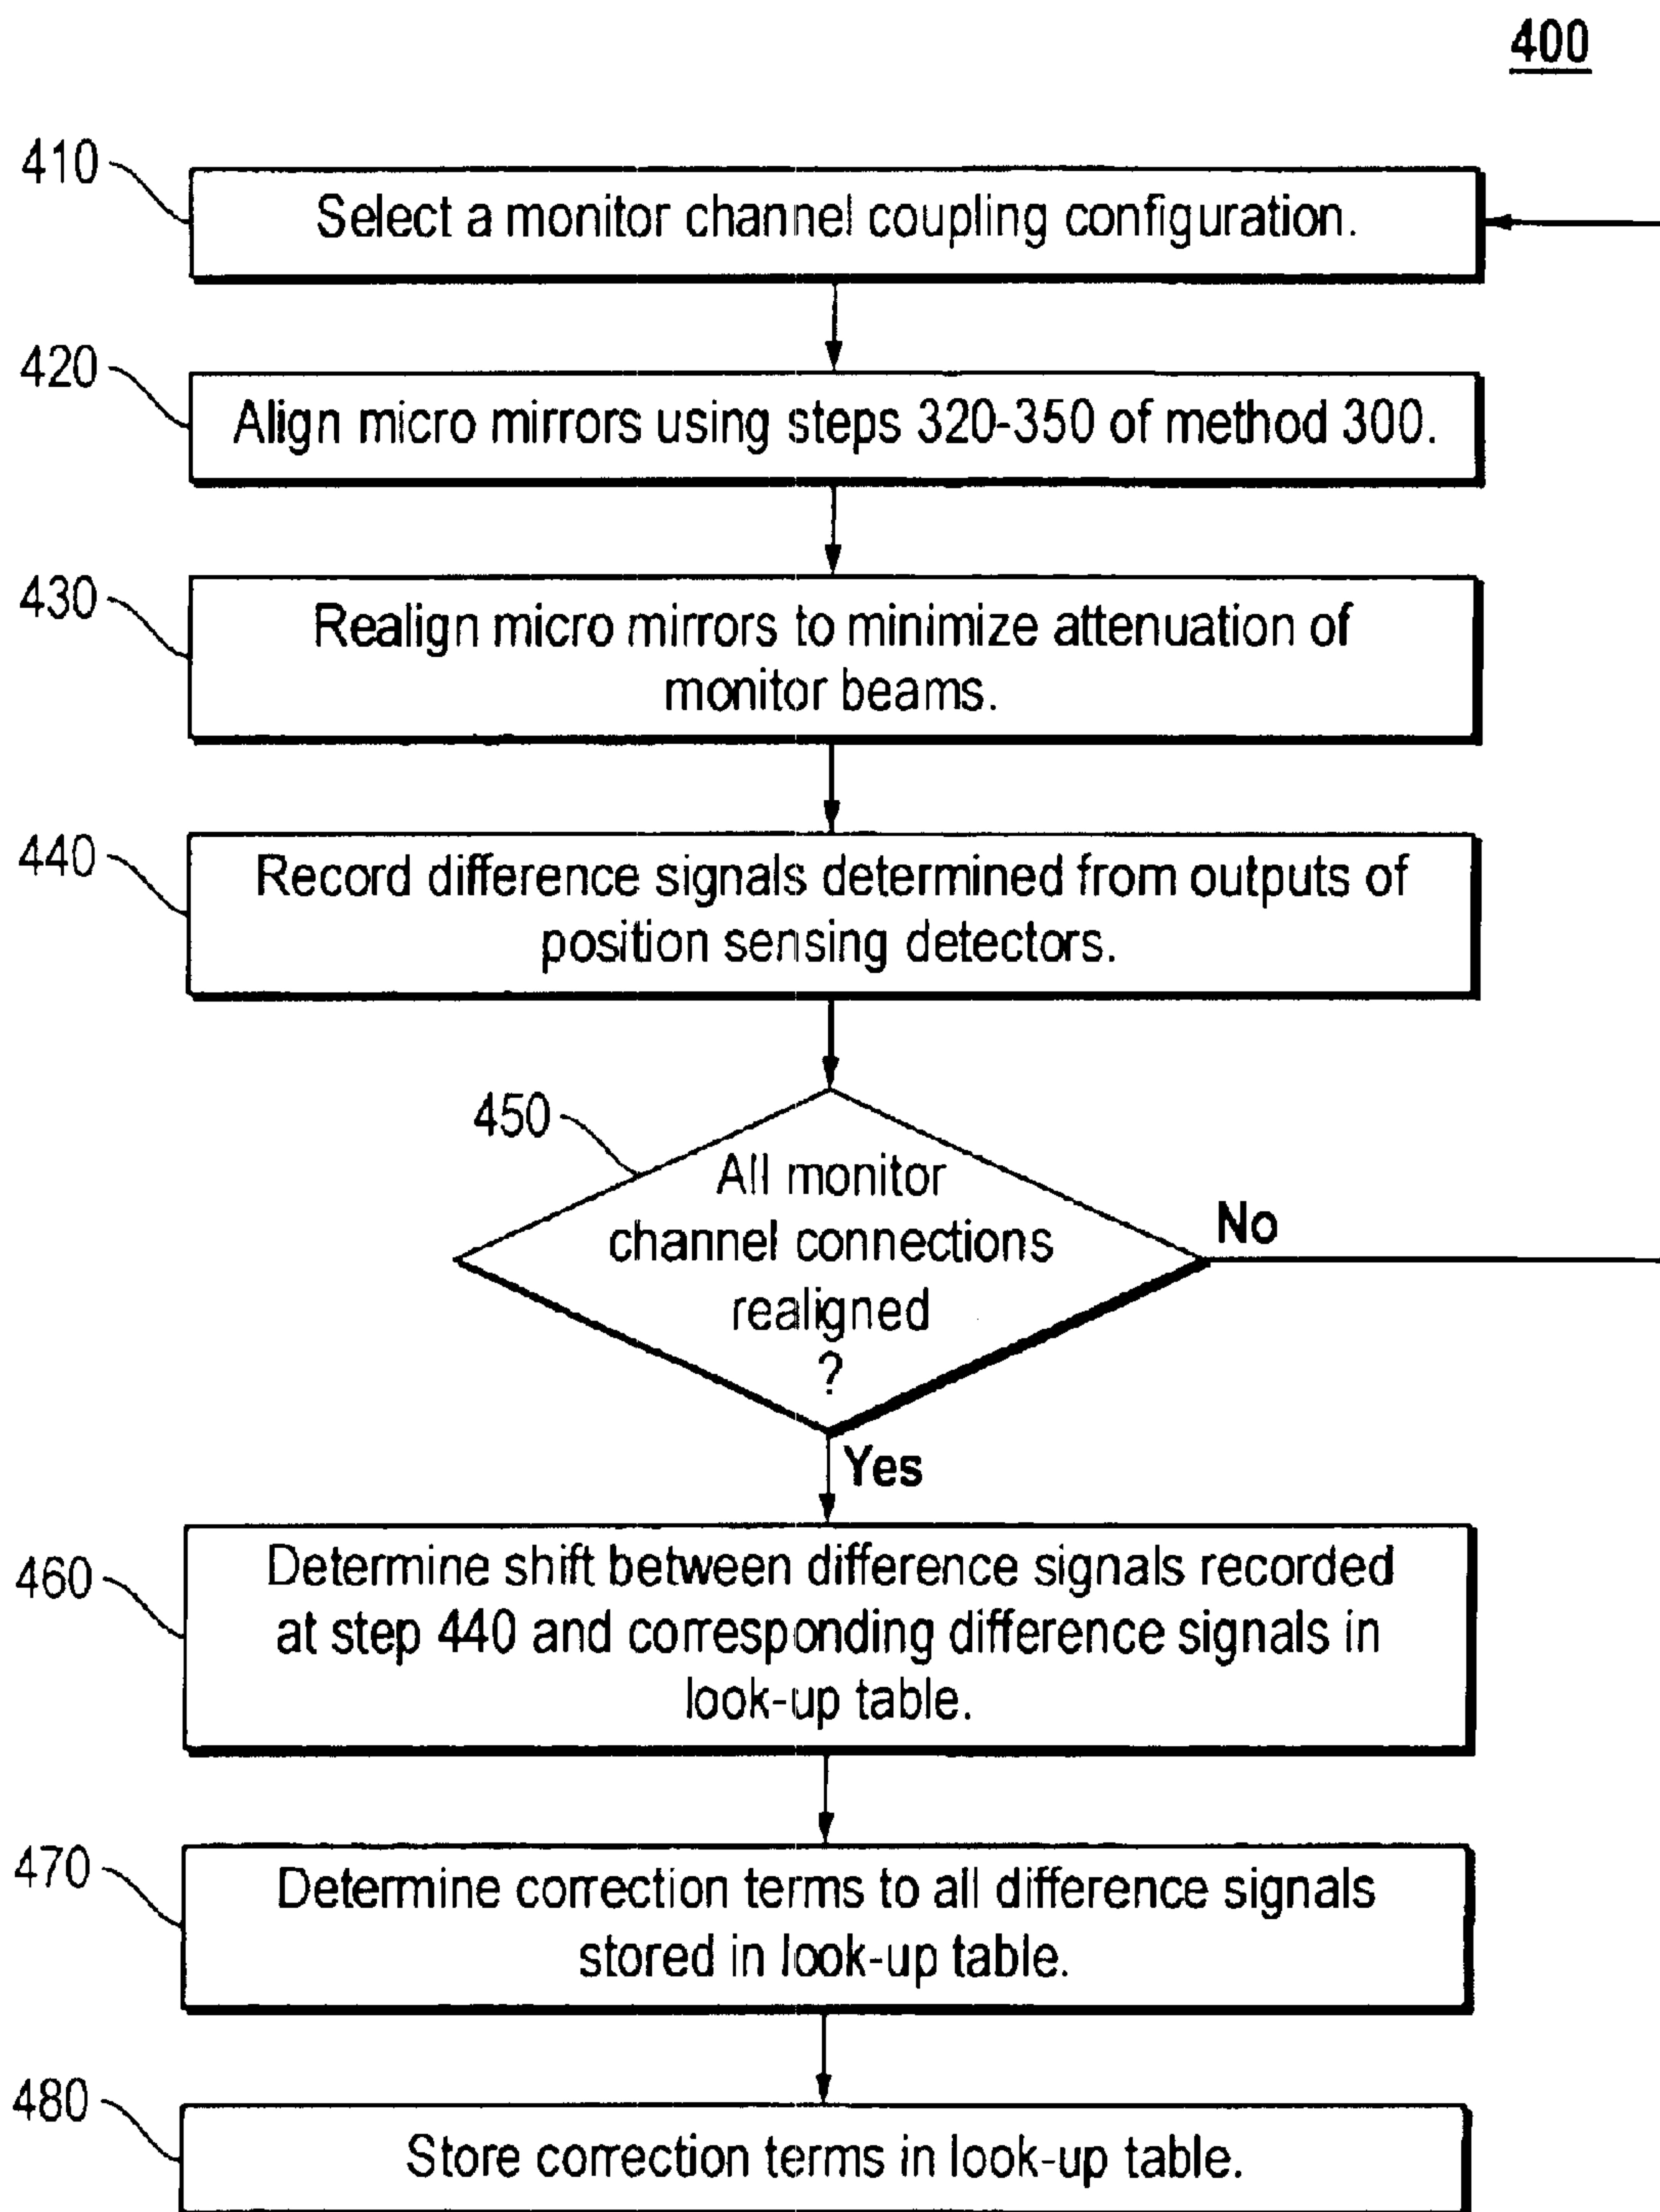 400
410
Select a monitor channel coupling configuration.
420
Align micro mirrors using steps 320-350 of method 300.
430
Realign micro mirrors to minimize attenuation of
monitor beams.
440
Record difference signals determined from outputs of
position sensing detectors.
450
All monitor
channel connections
realigned
?
No
Yes
460
Determine shift between difference signals recorded
at step 440 and corresponding difference signals in
look-up table.
470
Determine correction terms to all difference signals
stored in look-up table.
480
Store correction terms in look-up table.